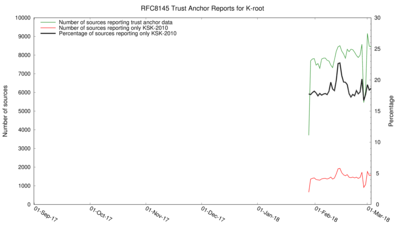 RFC8145 Trust Anchor Reports for K-root
Number of sources reporting trust anchor data
Number of sources reporting only KSK-2010
Percentage of sources reporting only KSK-2010
Number of sources
Percentage
10000
9000
8000
7000
6000
5000
4000
3000
2000
1000
0
30
25
20
15
10
5
0
01-Sep-17
01-Oct-17
01-Nov-17
01-Dec-17
01-Jan-18
01-Feb-18
01-Mar-18